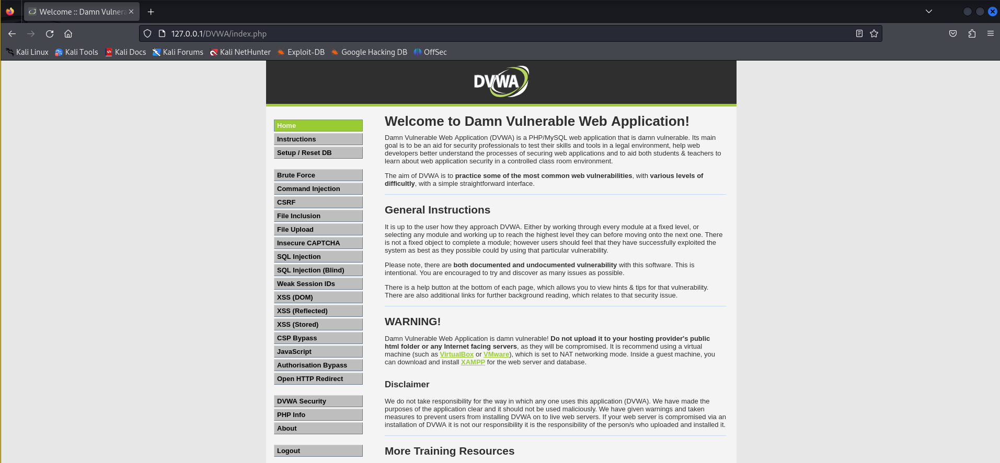 Welcome :: Damn Vulnera
127.0.0.1/DVWA/index.php
Kali Linux Kali Tools Kali Docs Kali Forums Kali NetHunter Exploit-DB Google Hacking DB OffSec
DVWA
Home
Instructions
Setup / Reset DB
Brute Force
Command Injection
CSRF
File Inclusion
File Upload
Insecure CAPTCHA
SQL Injection
SQL Injection (Blind)
Weak Session IDs
XSS (DOM)
XSS (Reflected)
XSS (Stored)
CSP Bypass
JavaScript
Authorisation Bypass
Open HTTP Redirect
DVWA Security
PHP Info
About
Logout
Welcome to Damn Vulnerable Web Application!
Damn Vulnerable Web Application (DVWA) is a PHP/MySQL web application that is damn vulnerable. Its main
goal is to be an aid for security professionals to test their skills and tools in a legal environment, help web
developers better understand the processes of securing web applications and to aid both students & teachers to
learn about web application security in a controlled class room environment.
The aim of DVWA is to practice some of the most common web vulnerabilities, with various levels of
difficultly, with a simple straightforward interface.
General Instructions
It is up to the user how they approach DVWA. Either by working through every module at a fixed level, or
selecting any module and working up to reach the highest level they can before moving onto the next one. There
is not a fixed object to complete a module; however users should feel that they have successfully exploited the
system as best as they possible could by using that particular vulnerability.
Please note, there are both documented and undocumented vulnerability with this software. This is
intentional. You are encouraged to try and discover as many issues as possible.
There is a help button at the bottom of each page, which allows you to view hints & tips for that vulnerability.
There are also additional links for further background reading, which relates to that security issue.
WARNING!
Damn Vulnerable Web Application is damn vulnerable! Do not upload it to your hosting provider's public
html folder or any Internet facing servers, as they will be compromised. It is recommend using a virtual
machine (such as VirtualBox or VMware), which is set to NAT networking mode. Inside a guest machine, you
can download and install XAMPP for the web server and database.
Disclaimer
We do not take responsibility for the way in which any one uses this application (DVWA). We have made the
purposes of the application clear and it should not be used maliciously. We have given warnings and taken
measures to prevent users from installing DVWA on to live web servers. If your web server is compromised via an
installation of DVWA it is not our responsibility it is the responsibility of the person/s who uploaded and installed it.
More Training Resources